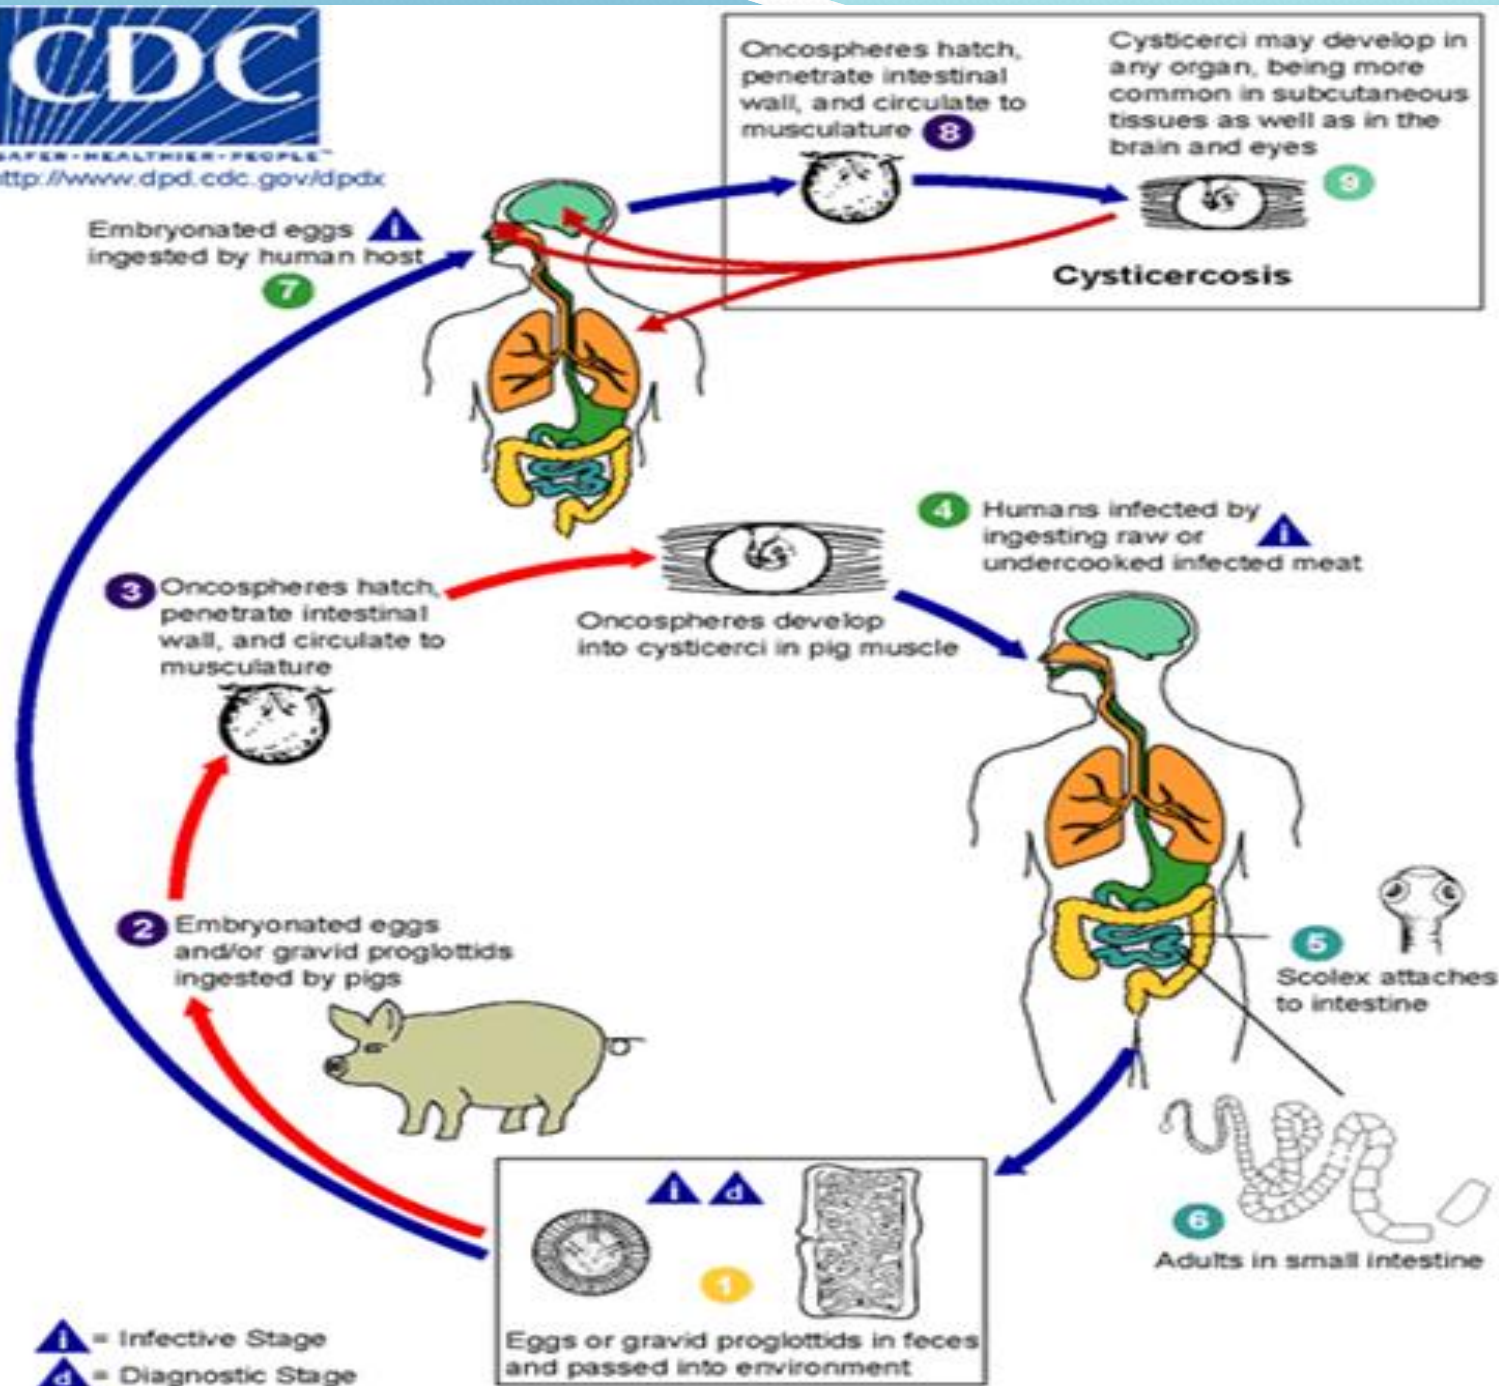 CDC
SAFER•HEALTHIER•PEOPLE™
http://www.dpd.cdc.gov/dpdx
Oncospheres hatch,
penetrate intestinal
wall, and circulate to
musculature 8
Cysticerci may develop in
any organ, being more
common in subcutaneous
tissues as well as in the
brain and eyes
9
Cysticercosis
Embryonated eggs i
ingested by human host
7
4 Humans infected by
ingesting raw or i
undercooked infected meat
3 Oncospheres hatch,
penetrate intestinal
wall, and circulate to
musculature
Oncospheres develop
into cysticerci in pig muscle
2 Embryonated eggs
and/or gravid proglottids
ingested by pigs
5
Scolex attaches
to intestine
6
Adults in small intestine
i d
1
Eggs or gravid proglottids in feces
and passed into environment
i = Infective Stage
d = Diagnostic Stage